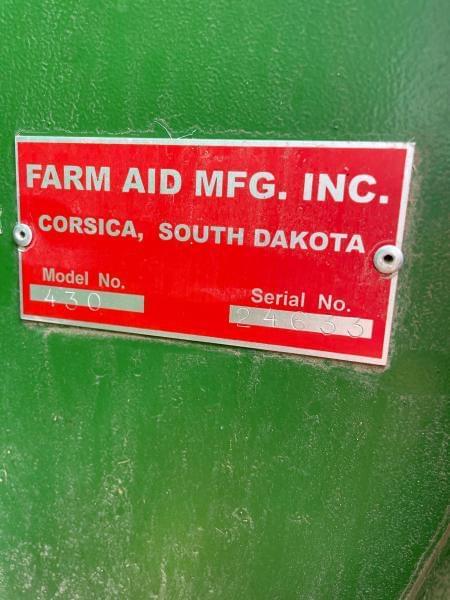 FARM AID MFG. INC.
CORSICA, SOUTH DAKOTA
Model No.
430
Serial No.
24633